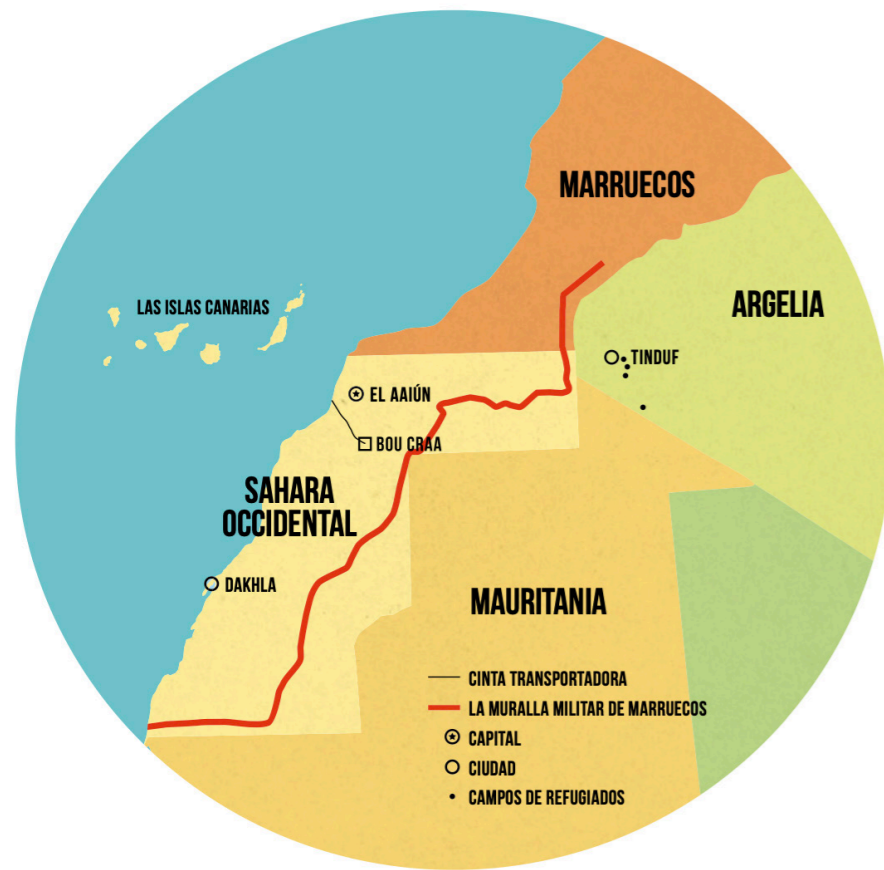 MARRUECOS
LAS ISLAS CANARIAS
ARGELIA
TINDUF
EL AAIÚN
BOU CRAA
SAHARA
OCCIDENTAL
DAKHLA
MAURITANIA
CINTA TRANSPORTADORA
LA MURALLA MILITAR DE MARRUECOS
CAPITAL
CIUDAD
CAMPOS DE REFUGIADOS